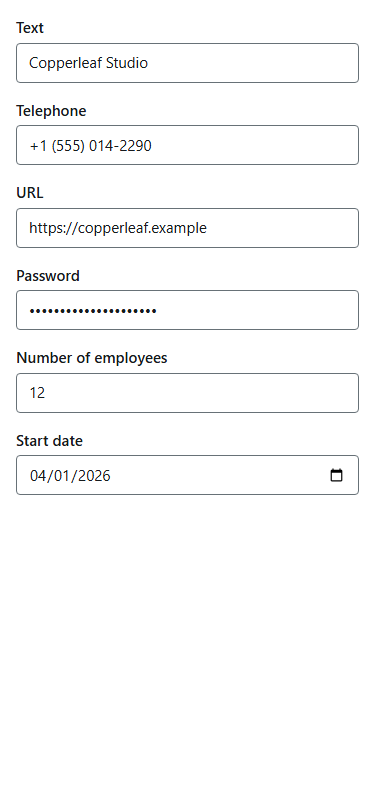 Text
Copperleaf Studio
Telephone
+1 (555) 014-2290
URL
https://copperleaf.example
Password
•••••••••••••••••••••
Number of employees
12
Start date
04/01/2026